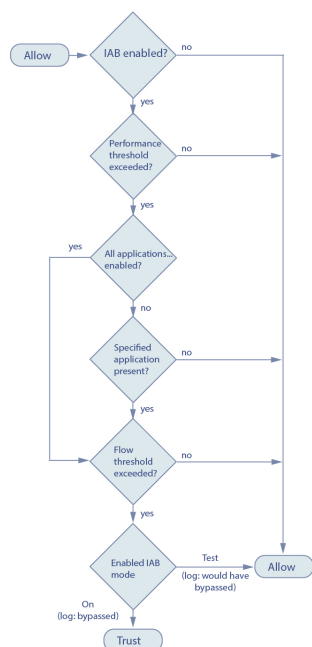 Allow
IAB enabled?
no
yes
Performance
threshold
exceeded?
no
yes
yes
All applications...
enabled?
no
Specified
application
present?
no
yes
Flow
threshold
exceeded?
no
yes
Enabled IAB
mode
Test
(log: would have
bypassed)
Allow
On
(log: bypassed)
Trust